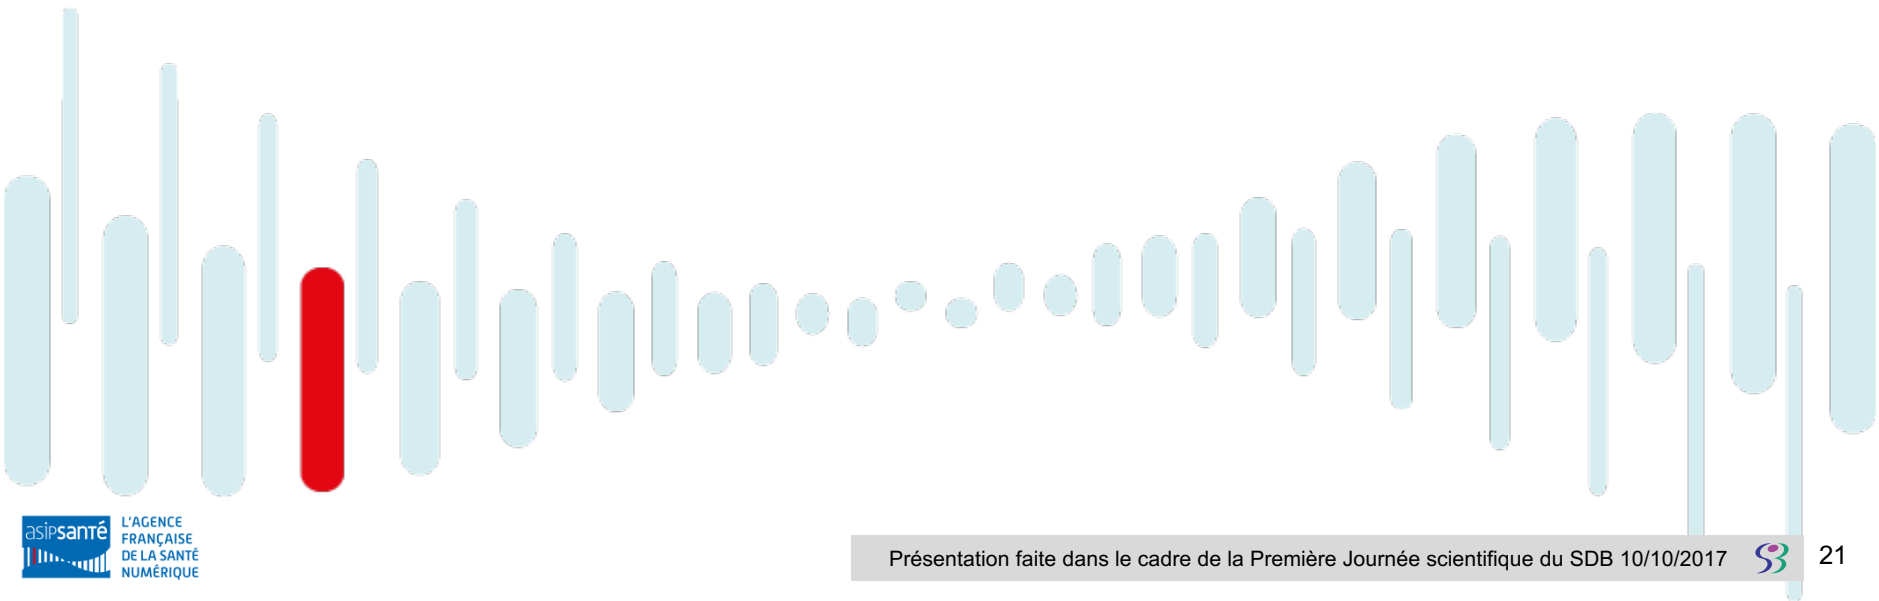 asipsanté
L'AGENCE
FRANÇAISE
DE LA SANTÉ
NUMÉRIQUE
Présentation faite dans le cadre de la Première Journée scientifique du SDB 10/10/2017
21